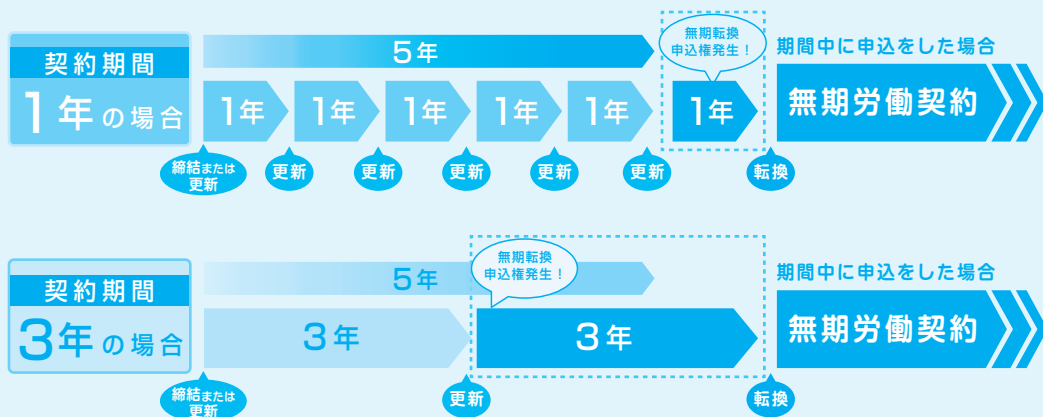 契約期間
1年の場合
5年
無期転換
申込権発生！
1年
1年
1年
1年
1年
1年
期間中に申込をした場合
無期労働契約
締結または
更新
更新
更新
更新
更新
更新
転換
契約期間
3年の場合
5年
無期転換
申込権発生！
3年
3年
期間中に申込をした場合
無期労働契約
締結または
更新
更新
転換